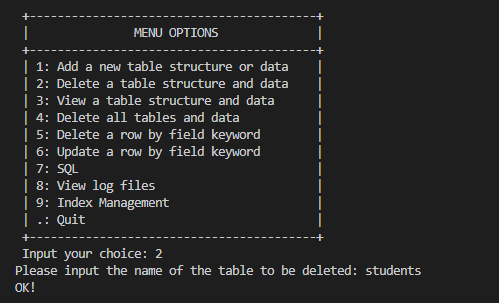 +-----------------------------------------+
|               MENU OPTIONS              |
+-----------------------------------------+
| 1: Add a new table structure or data    |
| 2: Delete a table structure and data    |
| 3: View a table structure and data      |
| 4: Delete all tables and data           |
| 5: Delete a row by field keyword        |
| 6: Update a row by field keyword        |
| 7: SQL                                  |
| 8: View log files                       |
| 9: Index Management                     |
| .: Quit                                 |
+-----------------------------------------+
Input your choice: 2
Please input the name of the table to be deleted: students
OK!